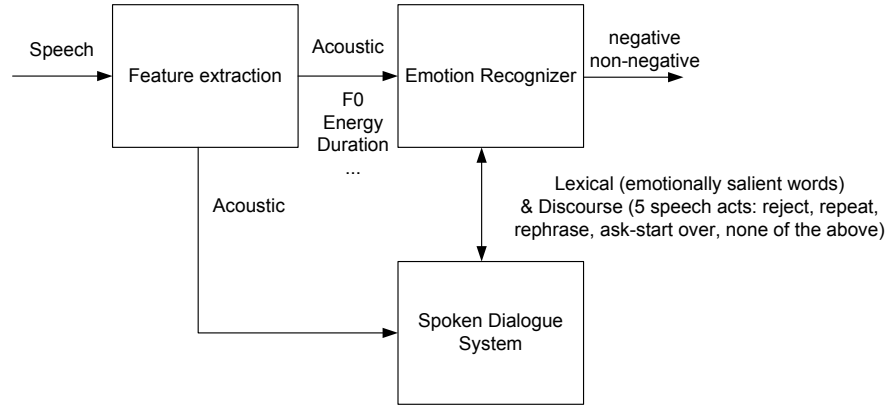 Speech
Feature extraction
Acoustic
F0
Energy
Duration
...
Emotion Recognizer
negative
non-negative
Acoustic
Lexical (emotionally salient words)
& Discourse (5 speech acts: reject, repeat,
rephrase, ask-start over, none of the above)
Spoken Dialogue
System